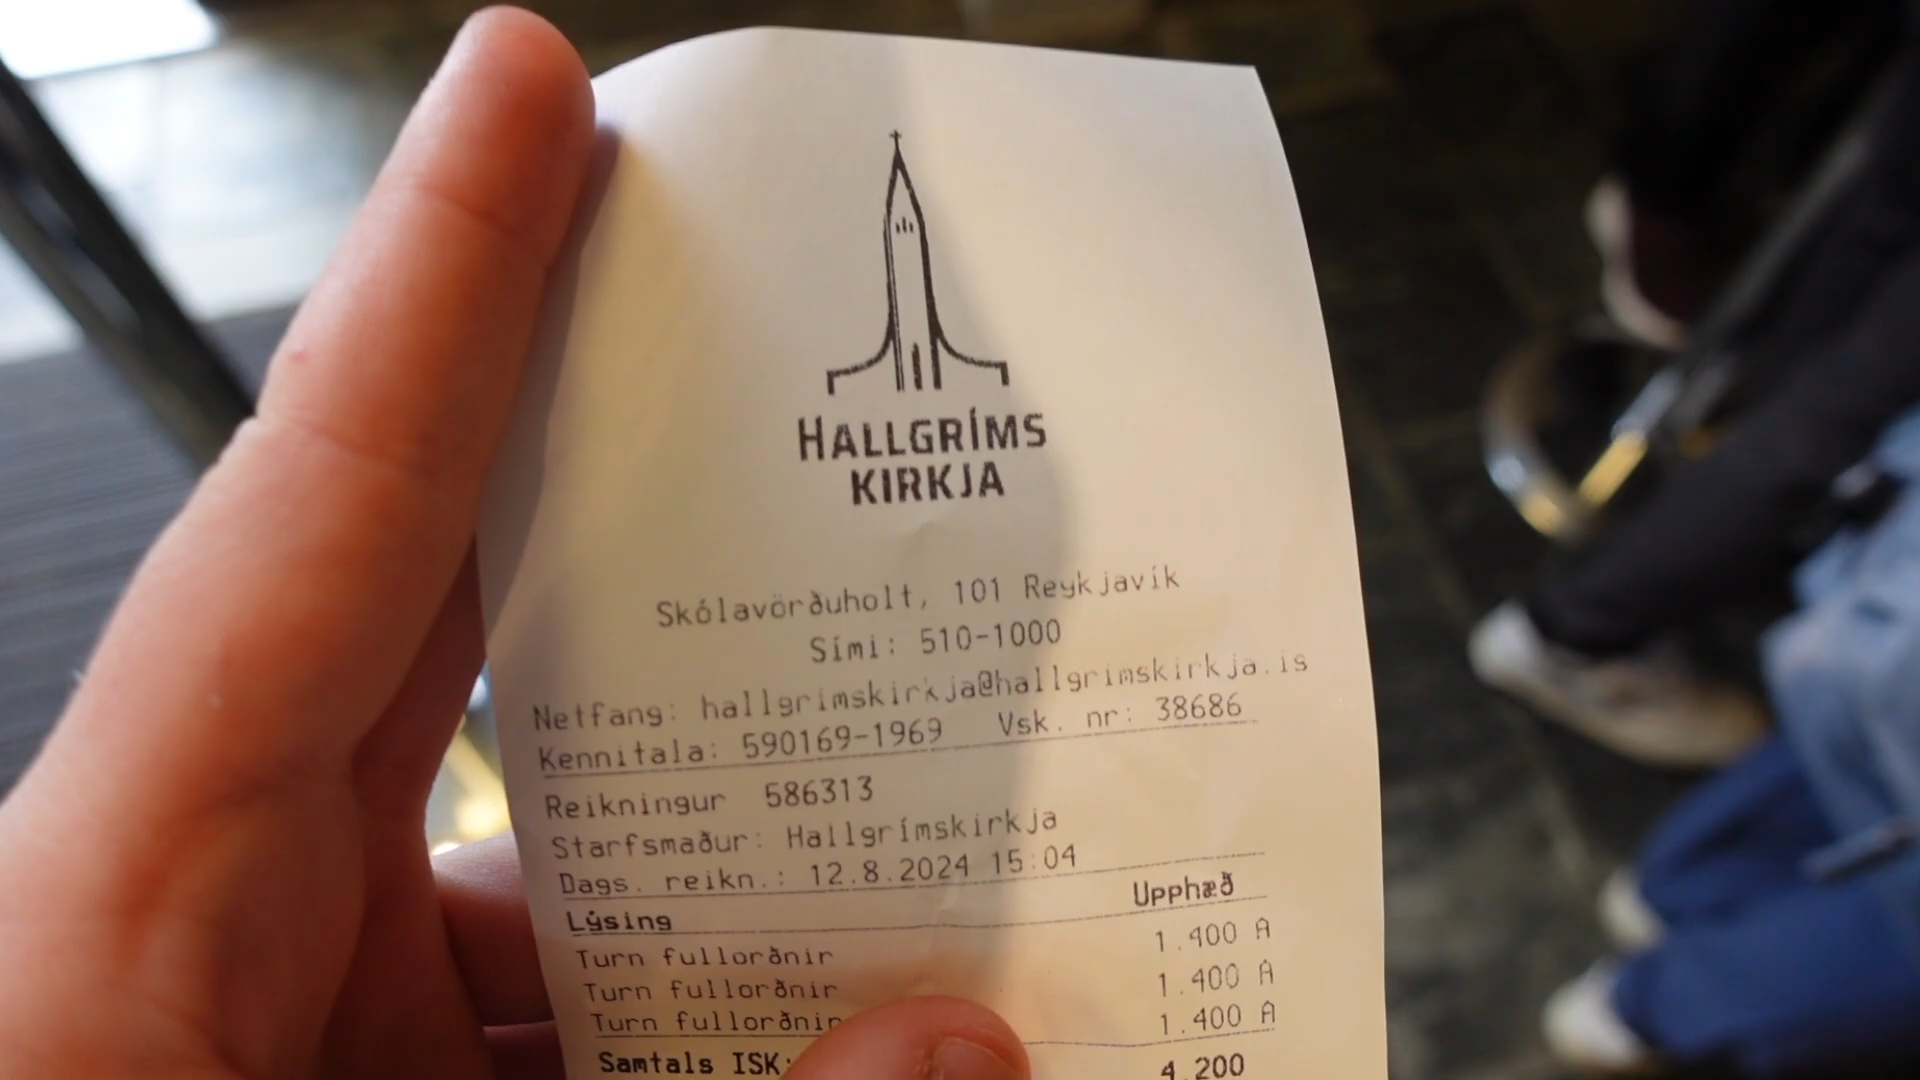 HALLGRÍMS
KIRKJA
Skólavörðuholt, 101 Reykjavík
Sími: 510-1000
Netfang: hallgrimskirkja@hallgrimskirkja.is
Kennitala: 590169-1969 Vsk. nr: 38686
Reikningur 586313
Starfsmaður: Hallgrímskirkja
Dags. reikn.: 12.8.2024 15:04
Lýsing Upphæð
Turn fullorðnir 1.400 A
Turn fullorðnir 1.400 A
Turn fullorðnir 1.400 A
Samtals ISK: 4.200